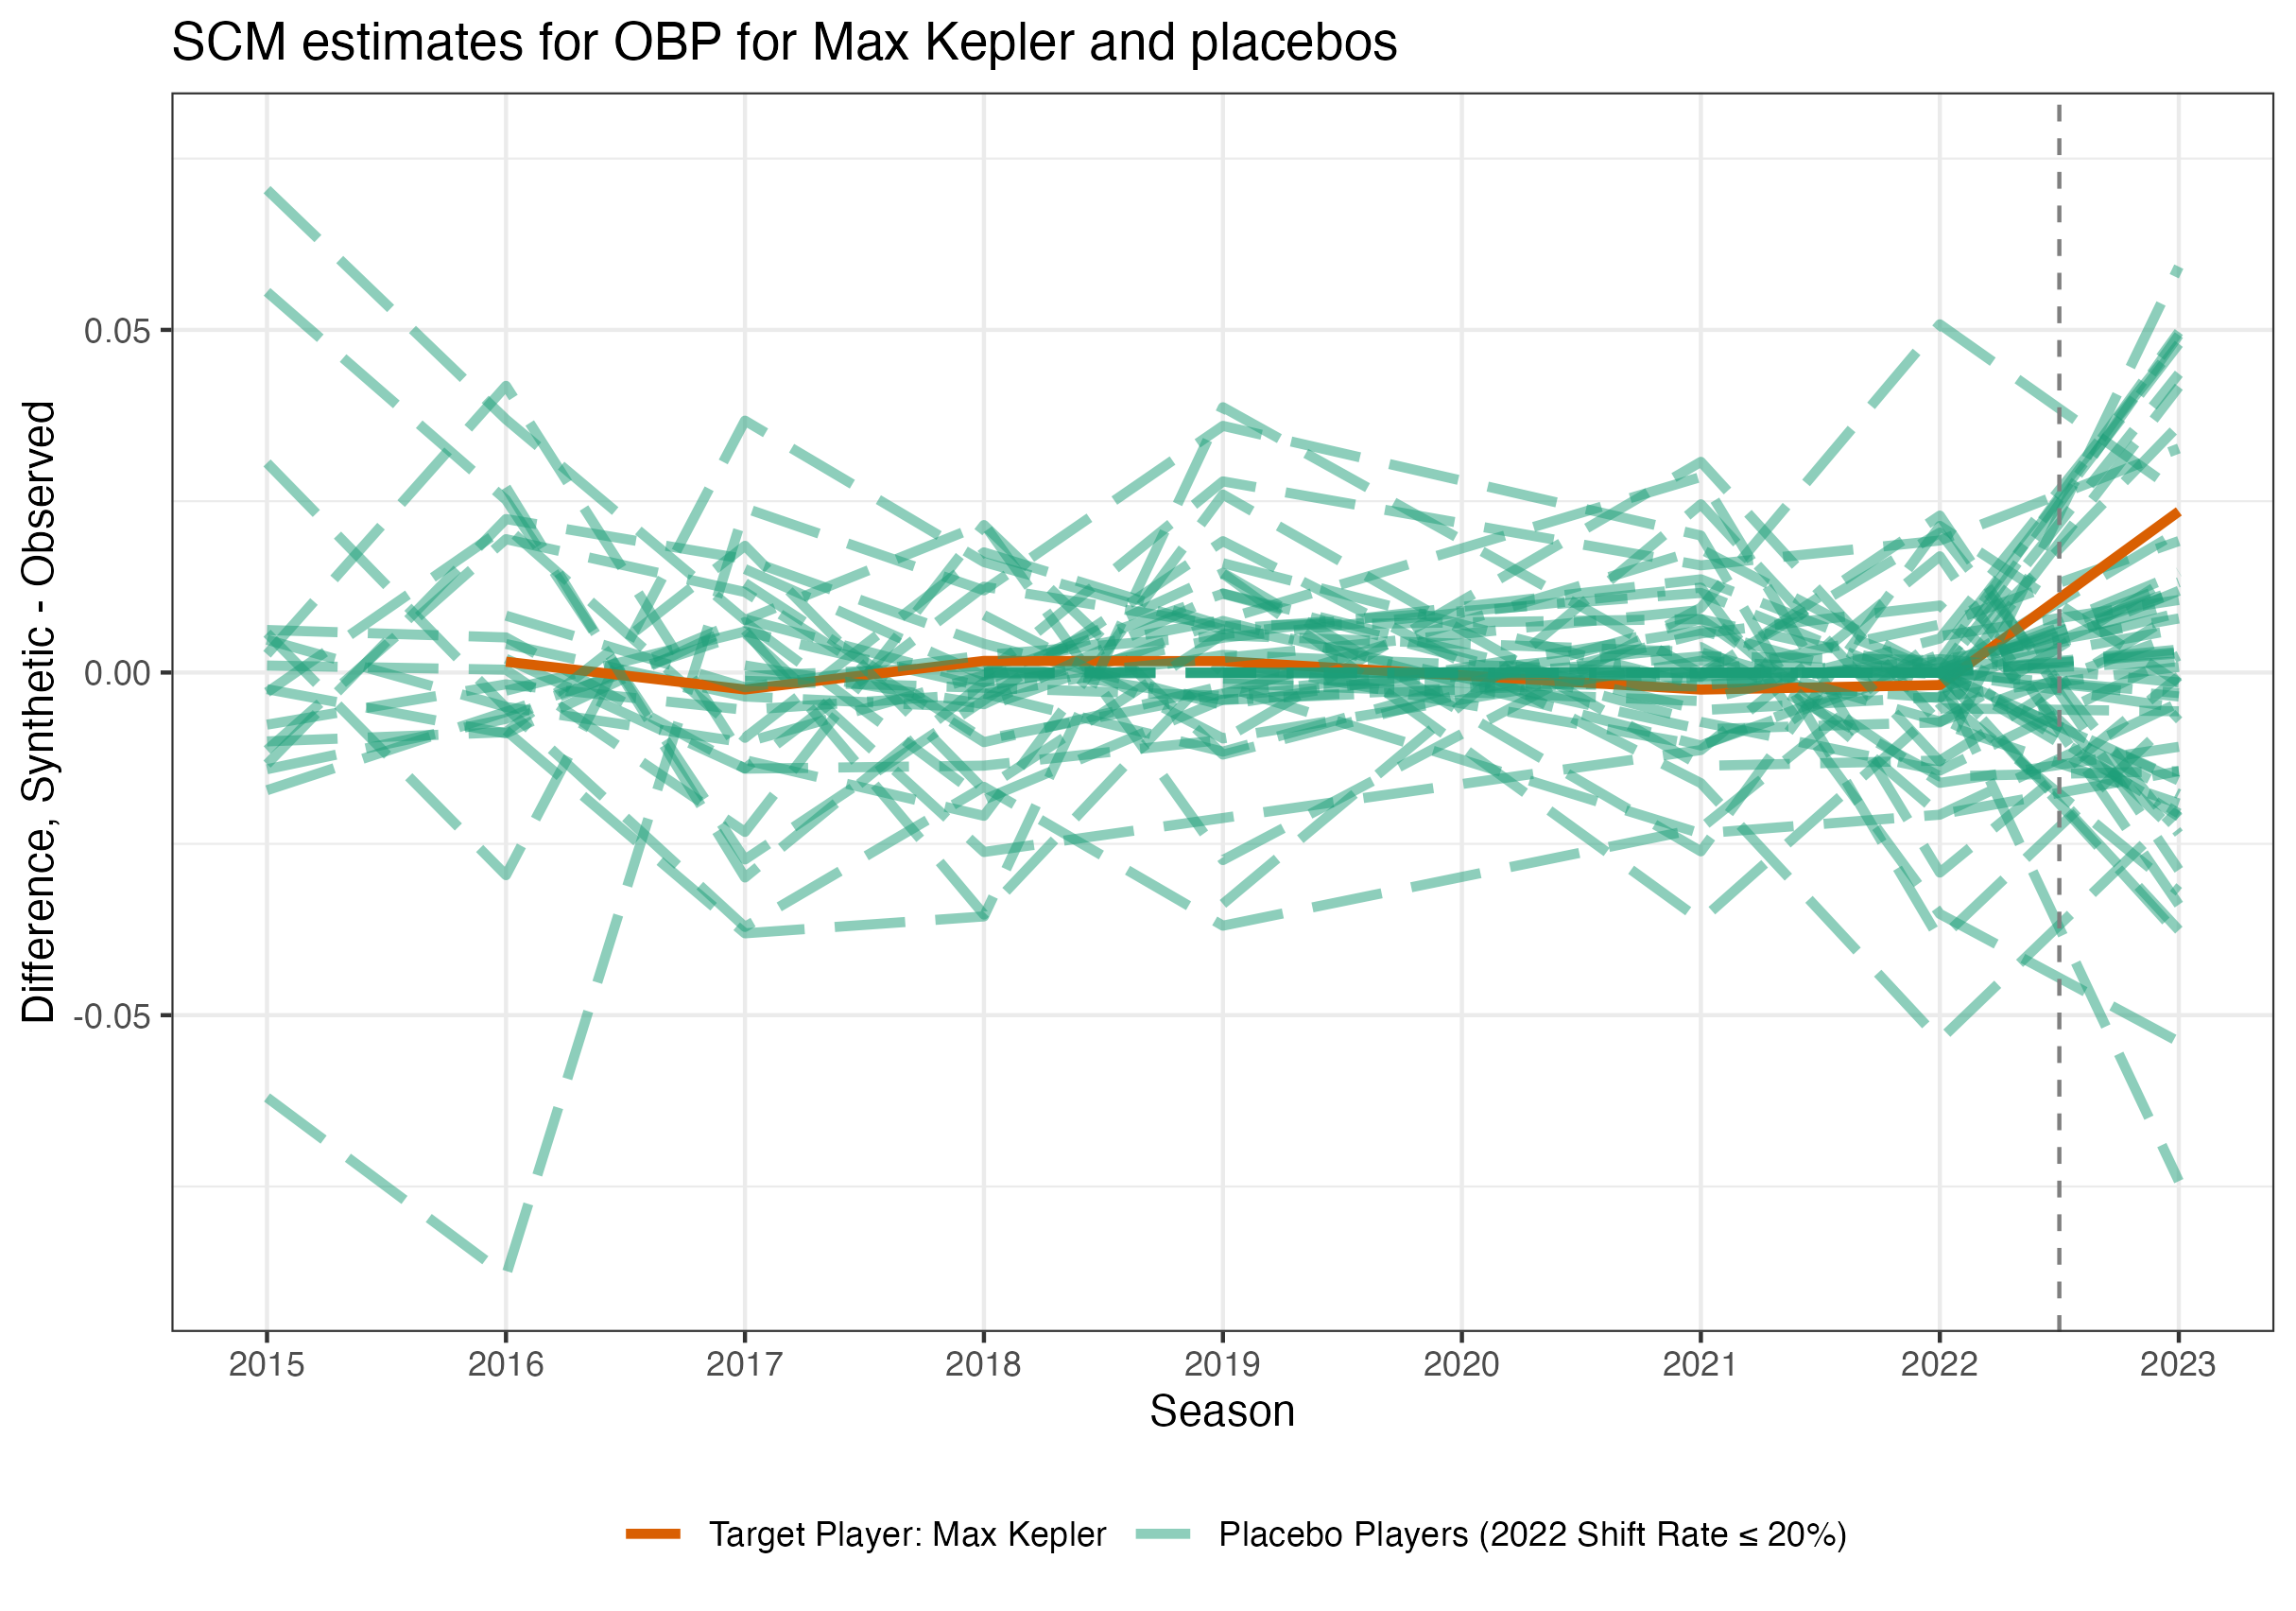 SCM estimates for OBP for Max Kepler and placebos
Difference, Synthetic - Observed
0.05
0.00
-0.05
2015 2016 2017 2018 2019 2020 2021 2022 2023
Season
Target Player: Max Kepler Placebo Players (2022 Shift Rate ≤ 20%)